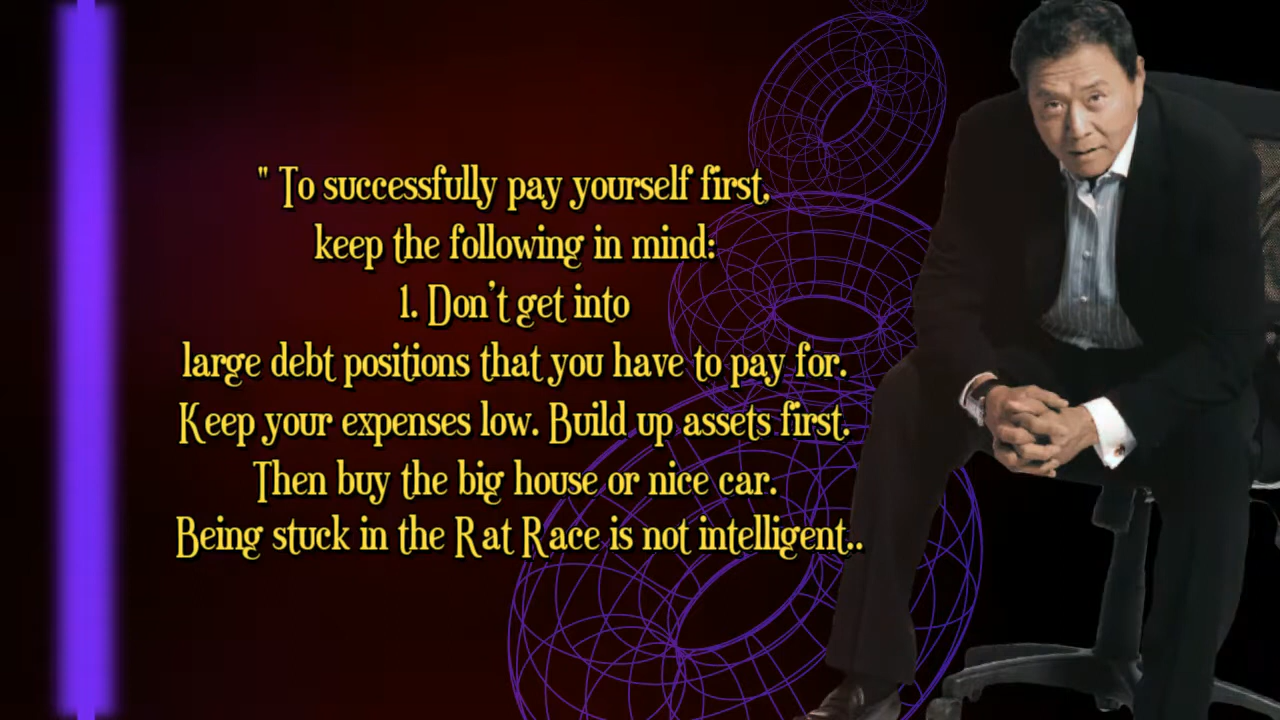 " To successfully pay yourself first,
keep the following in mind:
1. Don't get into
large debt positions that you have to pay for.
Keep your expenses low. Build up assets first.
Then buy the big house or nice car.
Being stuck in the Rat Race is not intelligent..